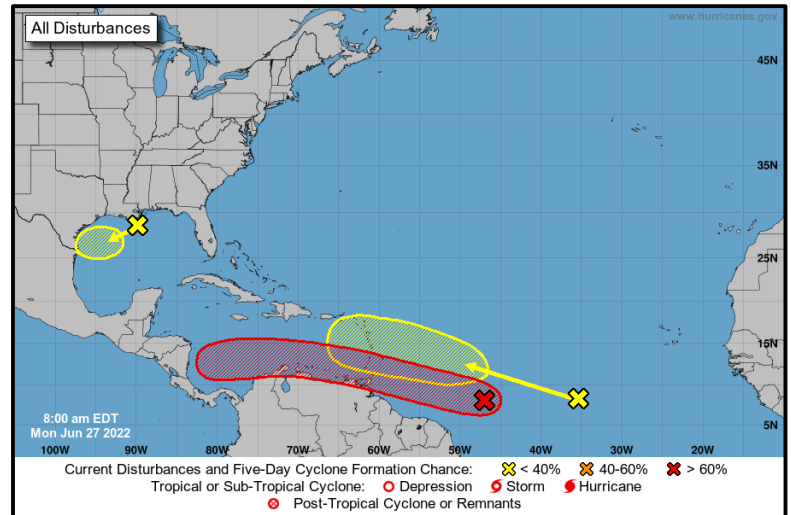 www.hurricanes.gov
All Disturbances
45N
35N
25N
15N
5N
8:00 am EDT
Mon Jun 27 2022
100W 90W 80W 70W 60W 50W 40W 30W 20W
Current Disturbances and Five-Day Cyclone Formation Chance: < 40% 40-60% > 60%
Tropical or Sub-Tropical Cyclone: Depression Storm Hurricane
Post-Tropical Cyclone or Remnants